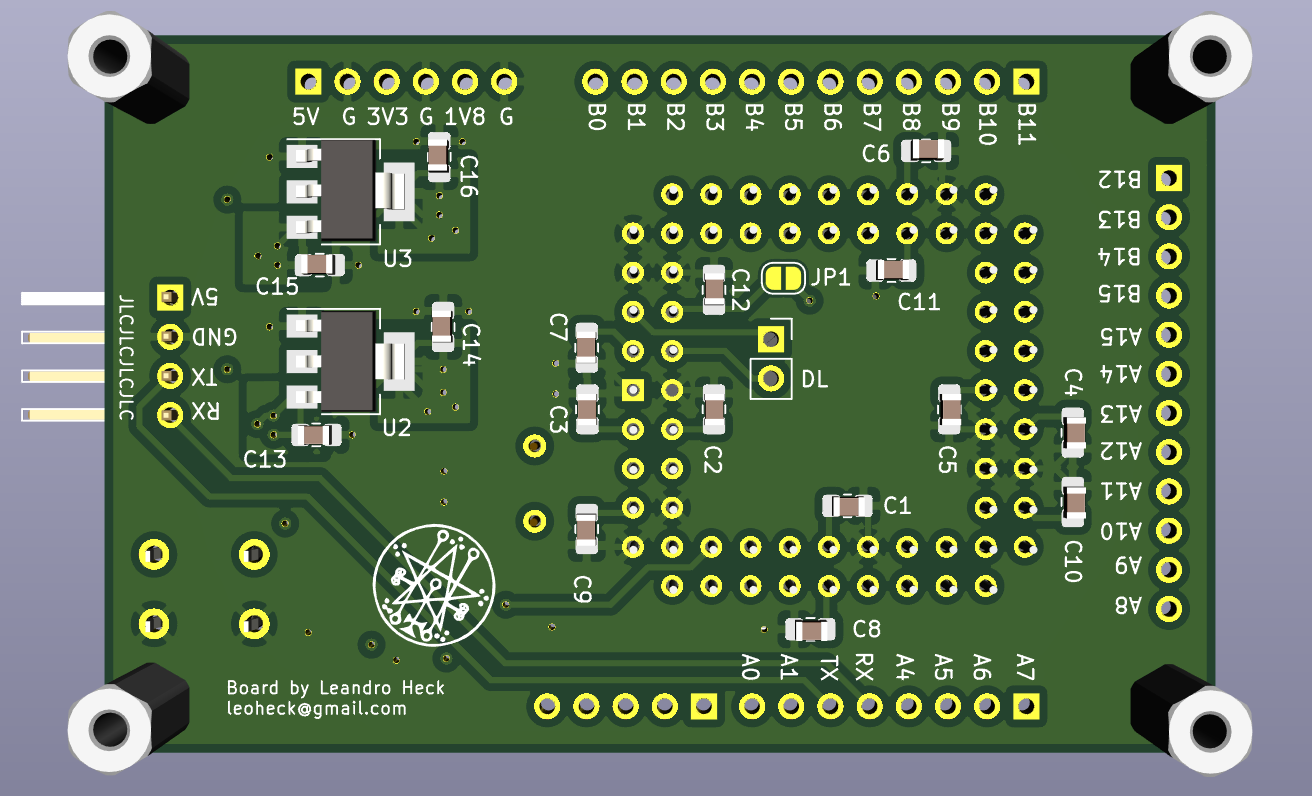 5V G 3V3 G 1V8 G
B0 B1 B2 B3 B4 B5 B6 B7 B8 B9 B10 B11
C16
C6
B12
B13
B14
B15
A15
A14
A13
A12
A11
A10
A9
A8
U3
C15
C12
JP1
C11
JLCJLCJLCJLC
5V
GND
TX
RX
C14
C7
DL
C3
U2
C13
C2
C5
C4
C1
C10
C9
C8
A0 A1 TX RX A4 A5 A6 A7
Board by Leandro Heck
leoheck@gmail.com